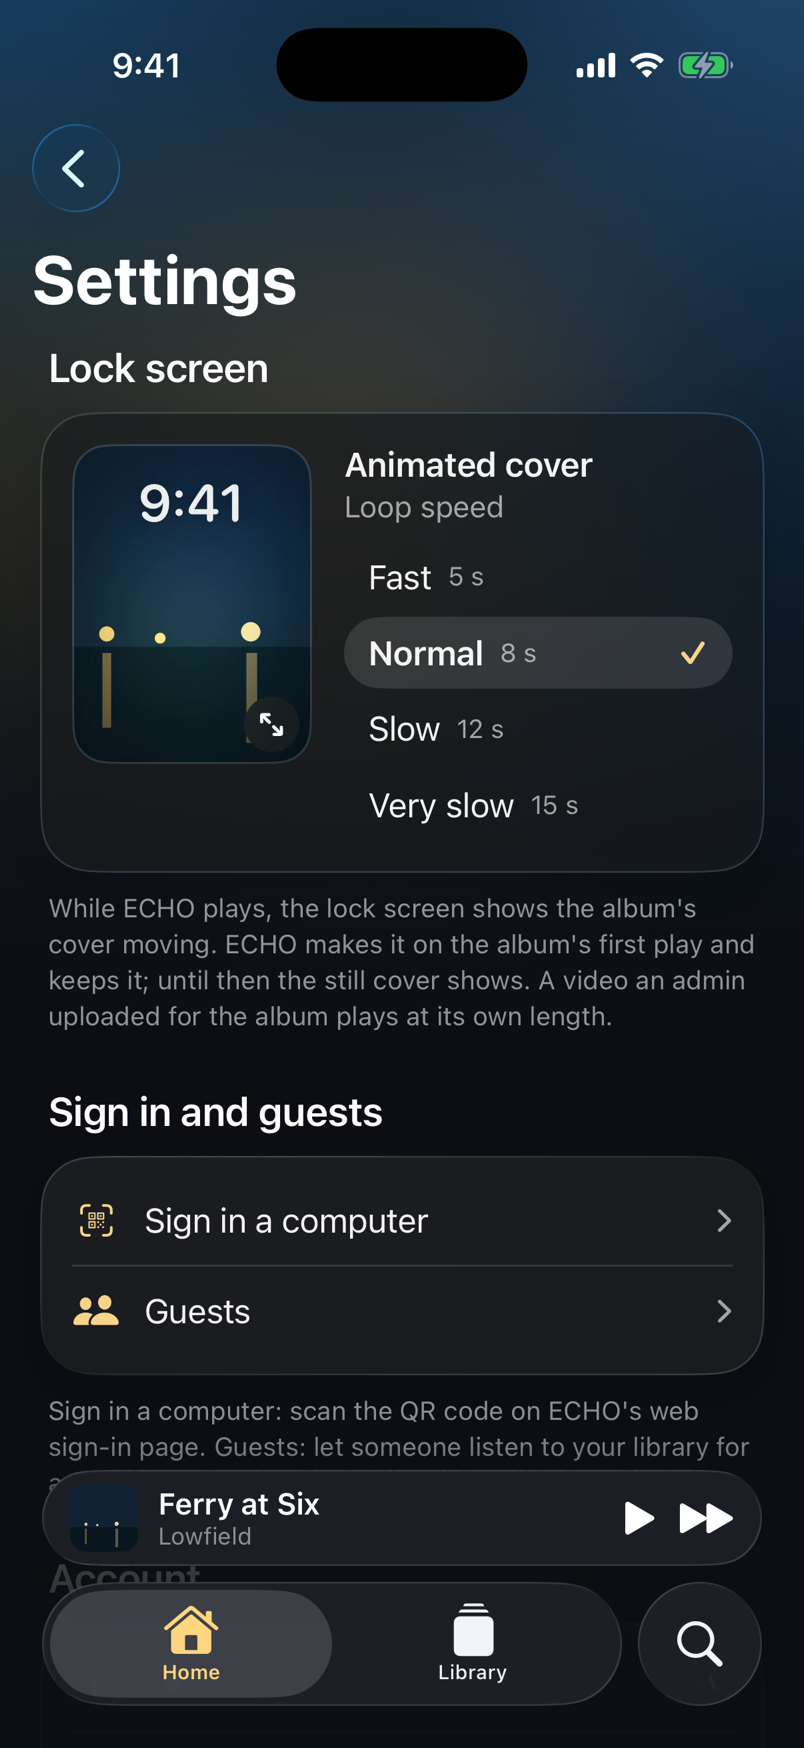 9:41
Settings
Lock screen
9:41
Animated cover
Loop speed
Fast 5 s
Normal 8 s
Slow 12 s
Very slow 15 s
While ECHO plays, the lock screen shows the album's
cover moving. ECHO makes it on the album's first play and
keeps it; until then the still cover shows. A video an admin
uploaded for the album plays at its own length.
Sign in and guests
Sign in a computer
Guests
Sign in a computer: scan the QR code on ECHO's web
sign-in page. Guests: let someone listen to your library for
Ferry at Six
Lowfield
Account
Home
Library